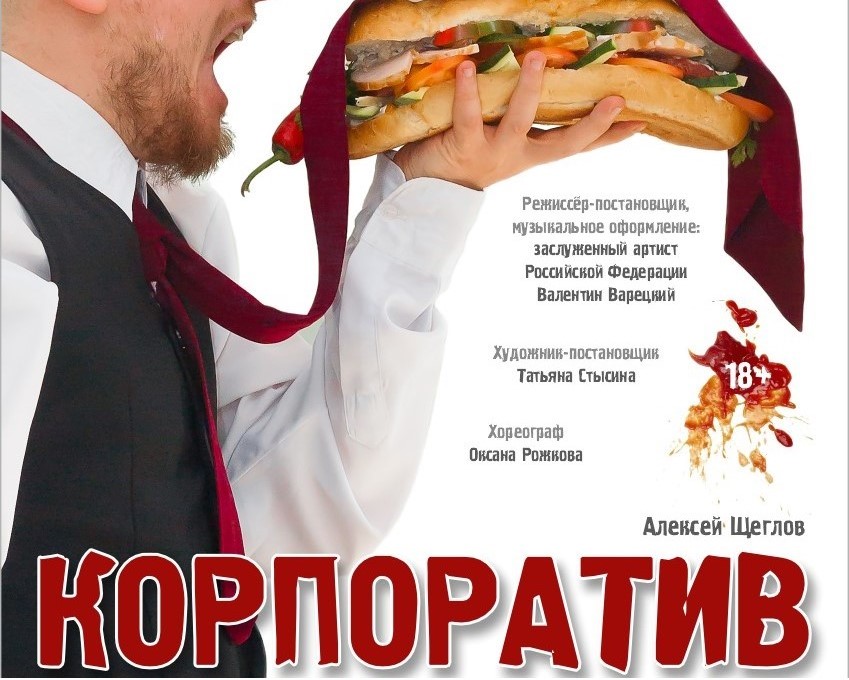 Режиссёр-постановщик,
музыкальное оформление:
заслуженный артист
Российской Федерации
Валентин Варецкий
Художник-постановщик
Татьяна Стысина
18+
Хореограф
Оксана Рожкова
Алексей Щеглов
КОРПОРАТИВ